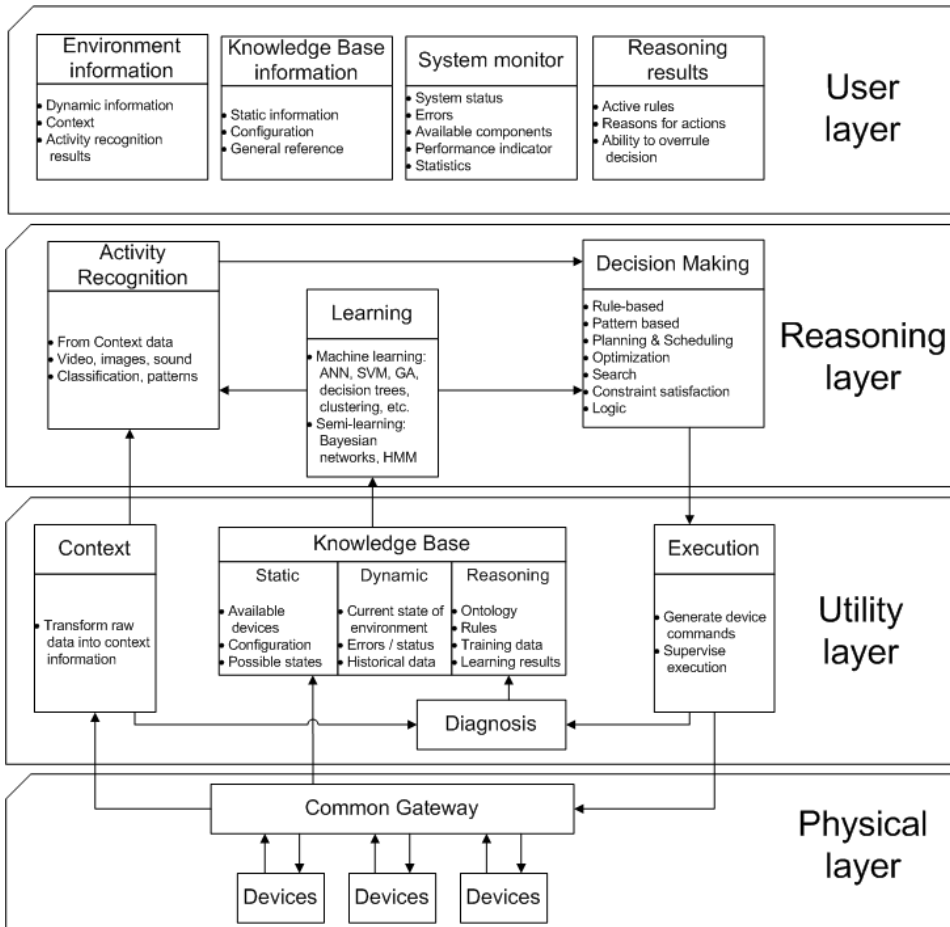 Environment
information
• Dynamic information
• Context
• Activity recognition
results
Knowledge Base
information
• Static information
• Configuration
• General reference
System monitor
• System status
• Errors
• Available components
• Performance indicator
• Statistics
Reasoning
results
• Active rules
• Reasons for actions
• Ability to overrule
decision
User
layer
Activity
Recognition
• From Context data
• Video, images, sound
• Classification, patterns
Learning
• Machine learning:
ANN, SVM, GA,
decision trees,
clustering, etc.
• Semi-learning:
Bayesian
networks, HMM
Decision Making
• Rule-based
• Pattern based
• Planning & Scheduling
• Optimization
• Search
• Constraint satisfaction
• Logic
Reasoning
layer
Context
• Transform raw
data into context
information
Knowledge Base
Static
• Available
devices
• Configuration
• Possible states
Dynamic
• Current state of
environment
• Errors / status
• Historical data
Reasoning
• Ontology
• Rules
• Training data
• Learning results
Diagnosis
Execution
• Generate device
commands
• Supervise
execution
Utility
layer
Common Gateway
Devices
Devices
Devices
Physical
layer